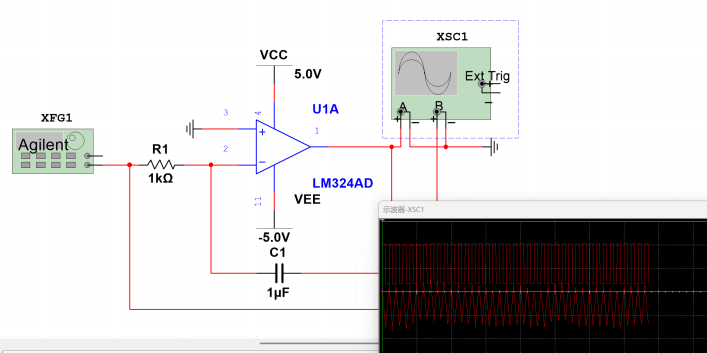 XSC1
VCC
5.0V
Ext Trig
+
−
U1A
A
B
+
−
+
−
XFG1
3
4
1
Agilent
R1
2
1kΩ
LM324AD
11
VEE
-5.0V
C1
1µF
示波器-XSC1